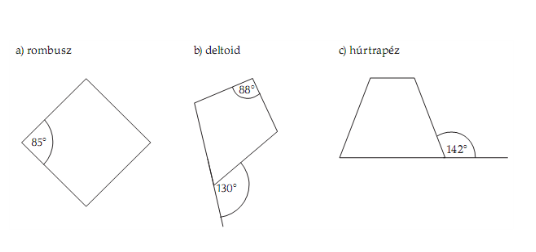 a) rombusz
b) deltoid
c) húrtrapéz
85°
88°
130°
142°